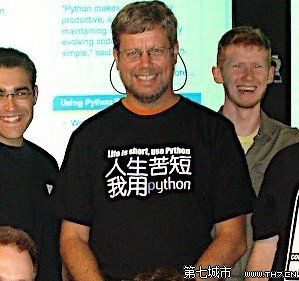 "Python makes
productive, a
maintaining
evolving cod
simple," said
Using Python
Life is short, use Python
人生苦短
我用python
第七城市
WWW.TH7.CN